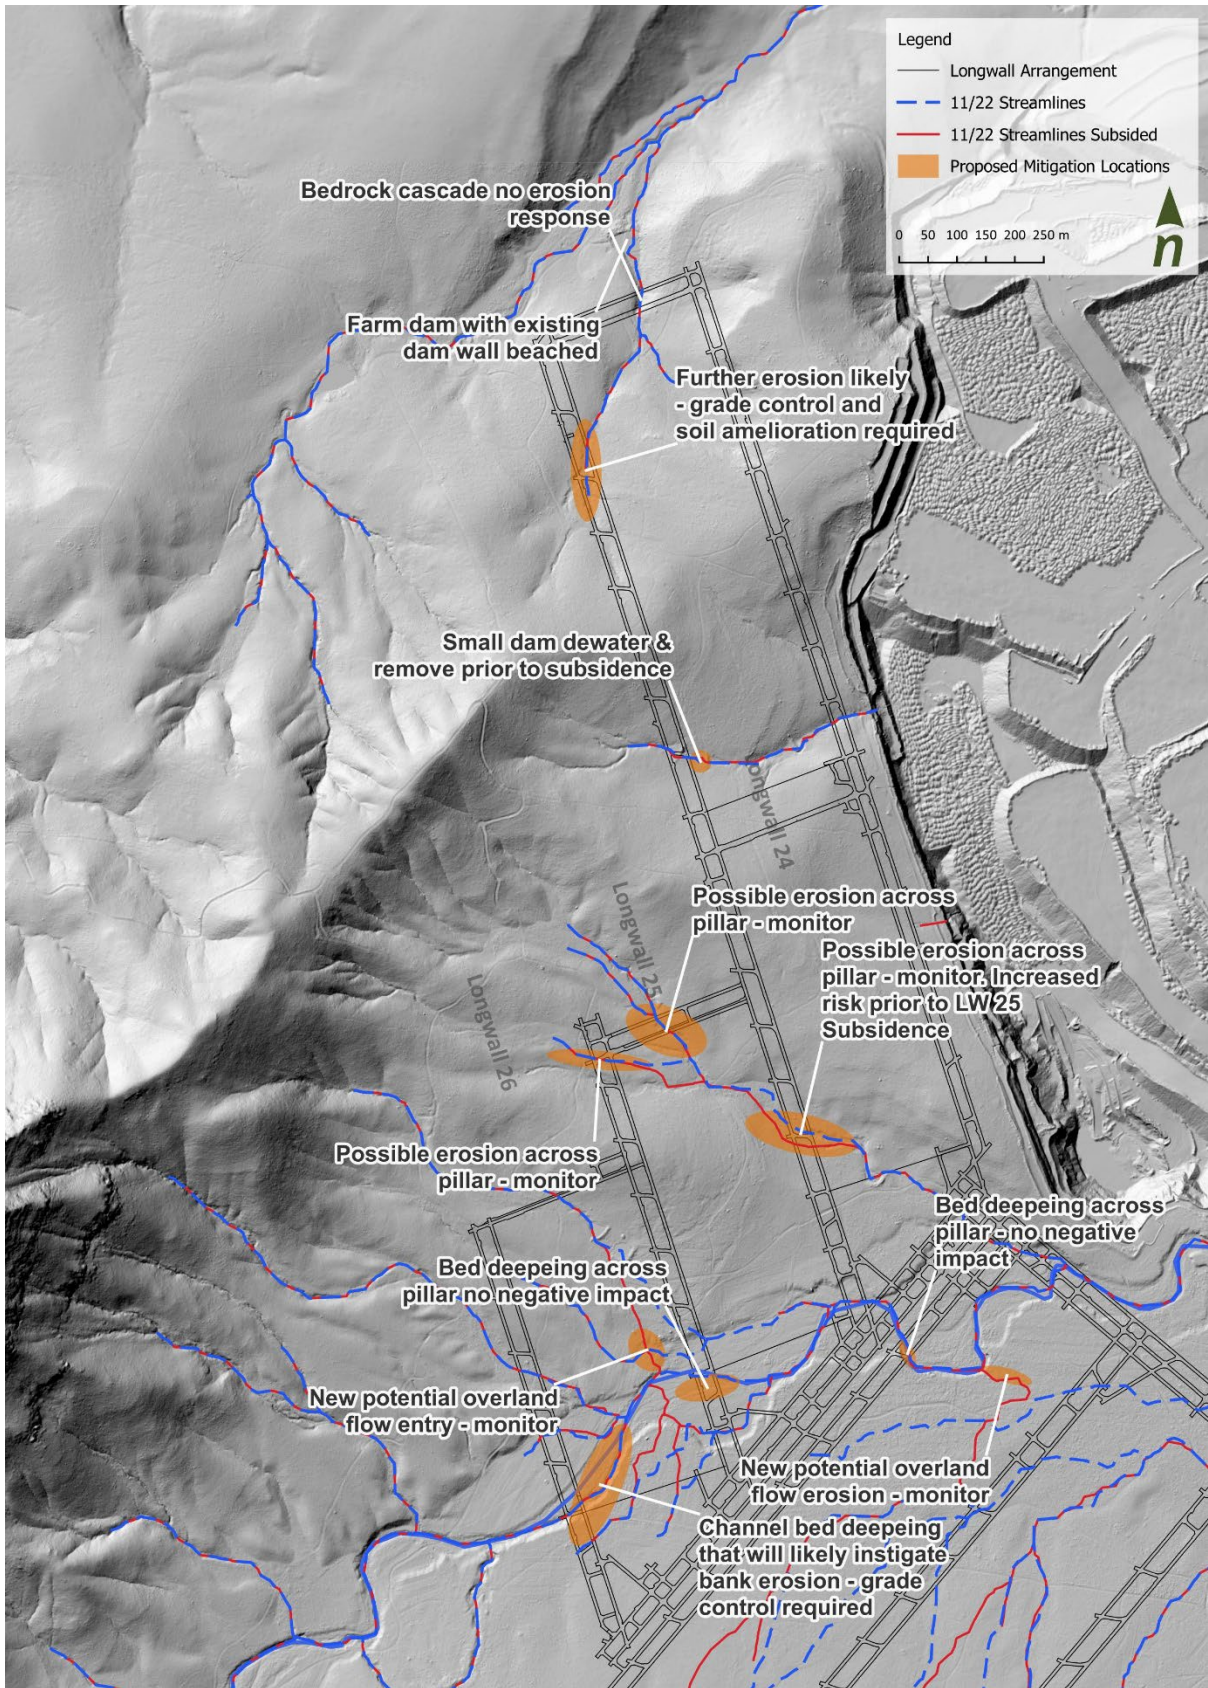 Legend
Longwall Arrangement
11/22 Streamlines
11/22 Streamlines Subsided
Proposed Mitigation Locations
0 50 100 150 200 250 m
n
Bedrock cascade no erosion
response
Farm dam with existing
dam wall beached
Further erosion likely
- grade control and
soil amelioration required
Small dam dewater &
remove prior to subsidence
Longwall 24
Longwall 25
Longwall 26
Possible erosion across
pillar - monitor
Possible erosion across
pillar - monitor. Increased
risk prior to LW 25
Subsidence
Possible erosion across
pillar - monitor
Bed deepeing across
pillar - no negative
impact
Bed deepeing across
pillar no negative impact
New potential overland
flow entry - monitor
New potential overland
flow erosion - monitor
Channel bed deepeing
that will likely instigate
bank erosion - grade
control required